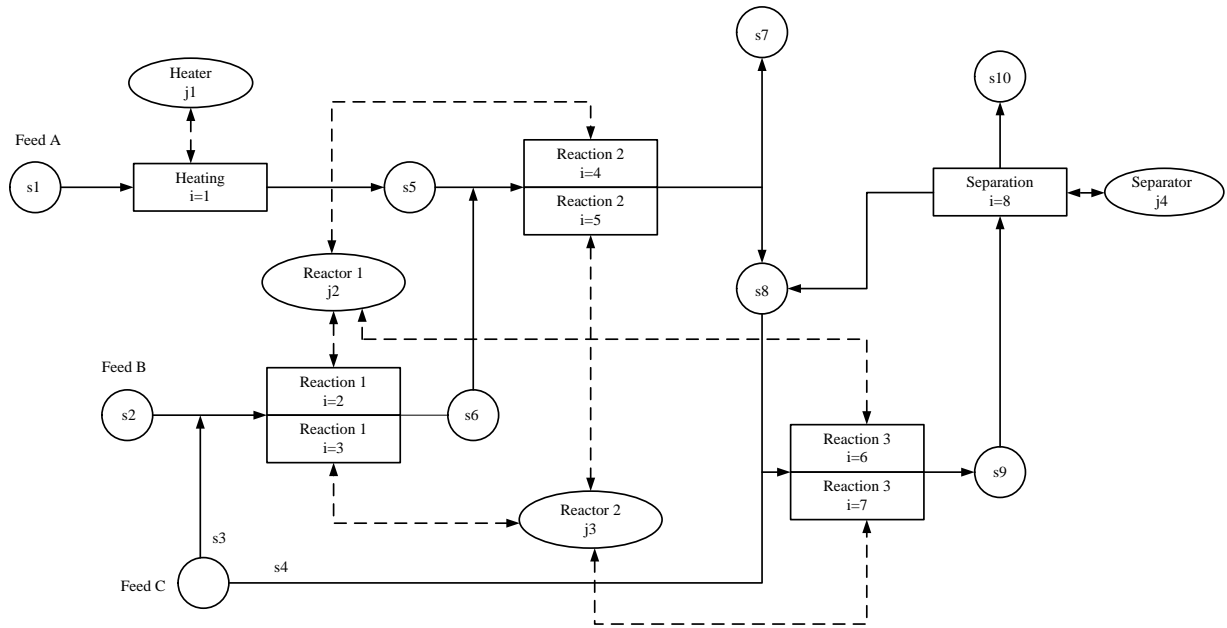 s7
Heater
j1
s10
Feed A
Reaction 2
i=4
s1
Heating
i=1
s5
Separation
i=8
Separator
j4
Reaction 2
i=5
Reactor 1
j2
s8
Feed B
Reaction 1
i=2
s2
s6
Reaction 1
i=3
Reaction 3
i=6
s9
Reaction 3
i=7
Reactor 2
j3
s3
s4
Feed C